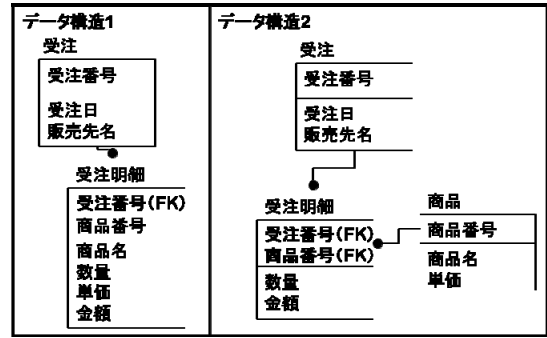 データ構造1
受注
受注番号
受注日
販売先名
受注明細
受注番号(FK)
商品番号
商品名
数量
単価
金額
データ構造2
受注
受注番号
受注日
販売先名
受注明細
受注番号(FK)
商品番号(FK)
数量
金額
商品
商品番号
商品名
単価